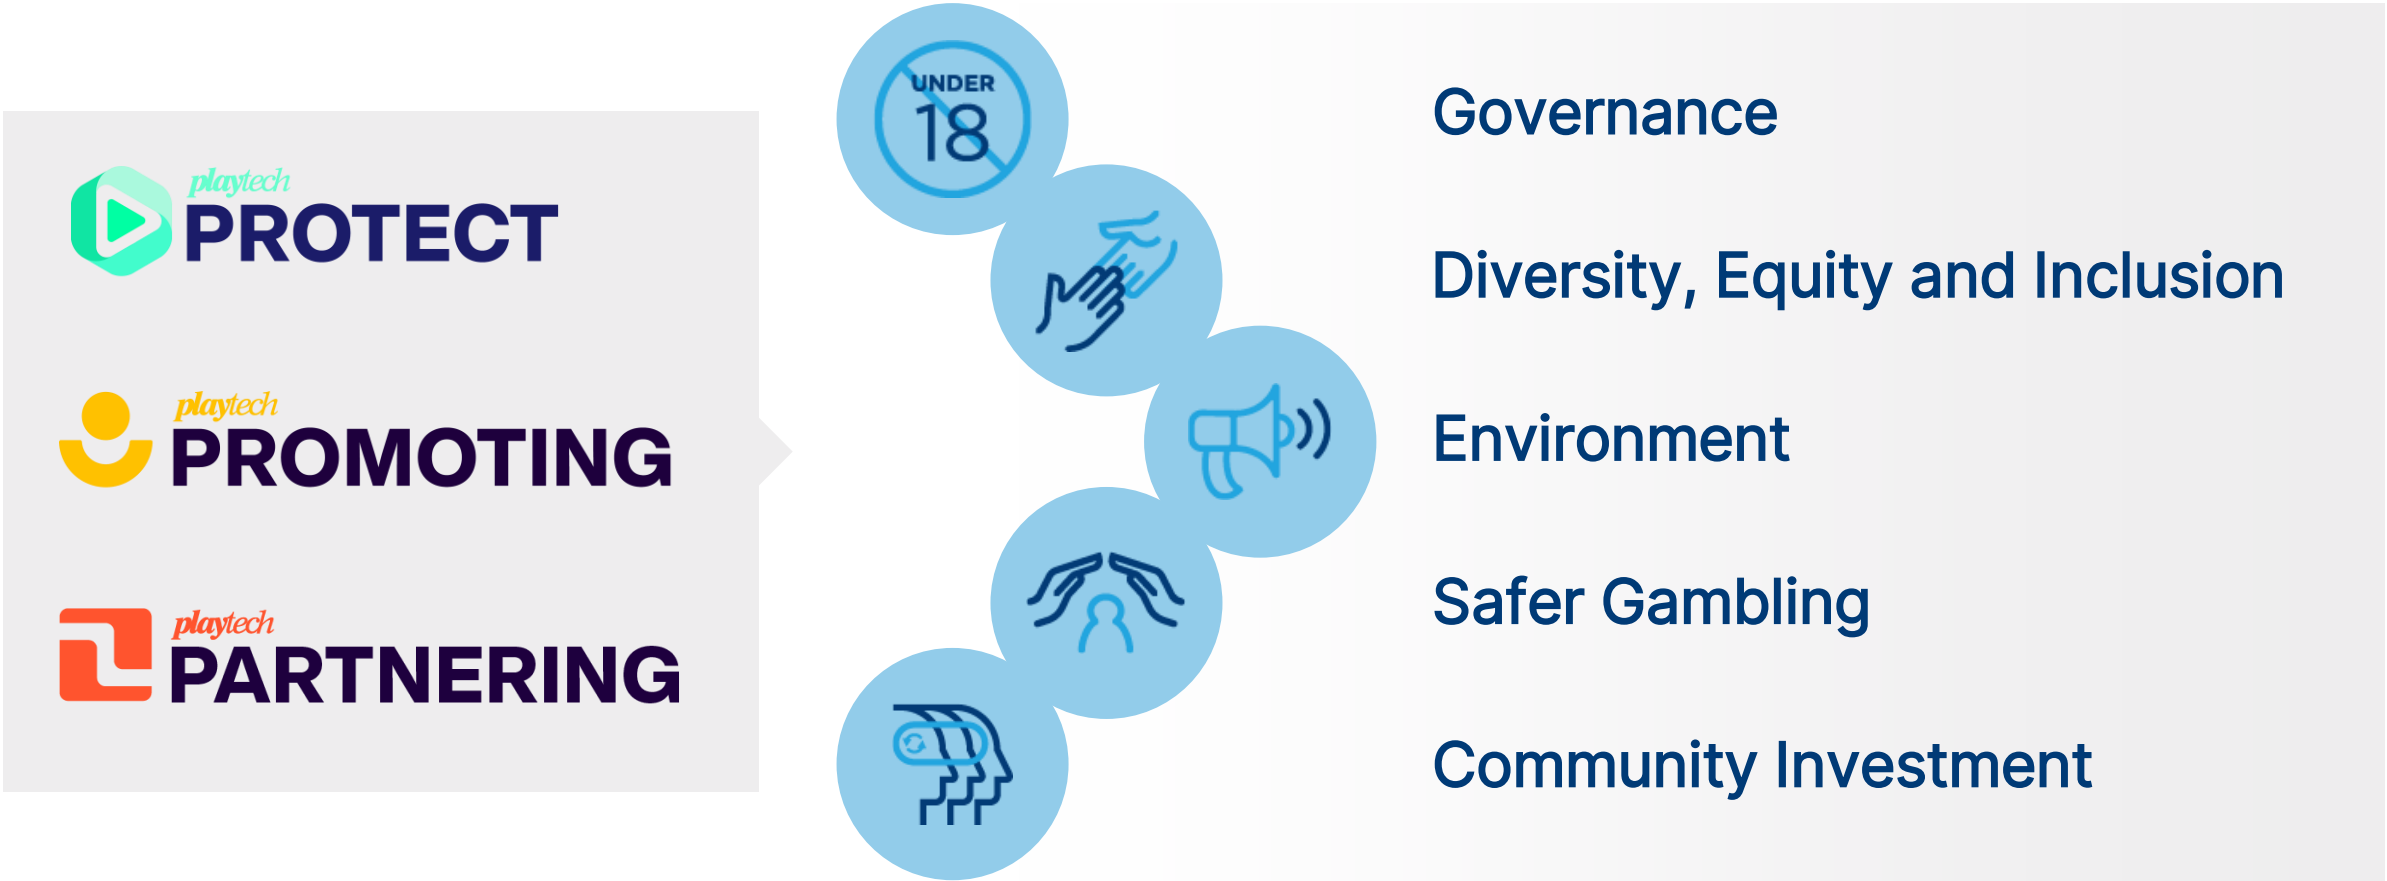 playtech
PROTECT
playtech
PROMOTING
playtech
PARTNERING
UNDER
18
Governance
Diversity, Equity and Inclusion
Environment
Safer Gambling
Community Investment